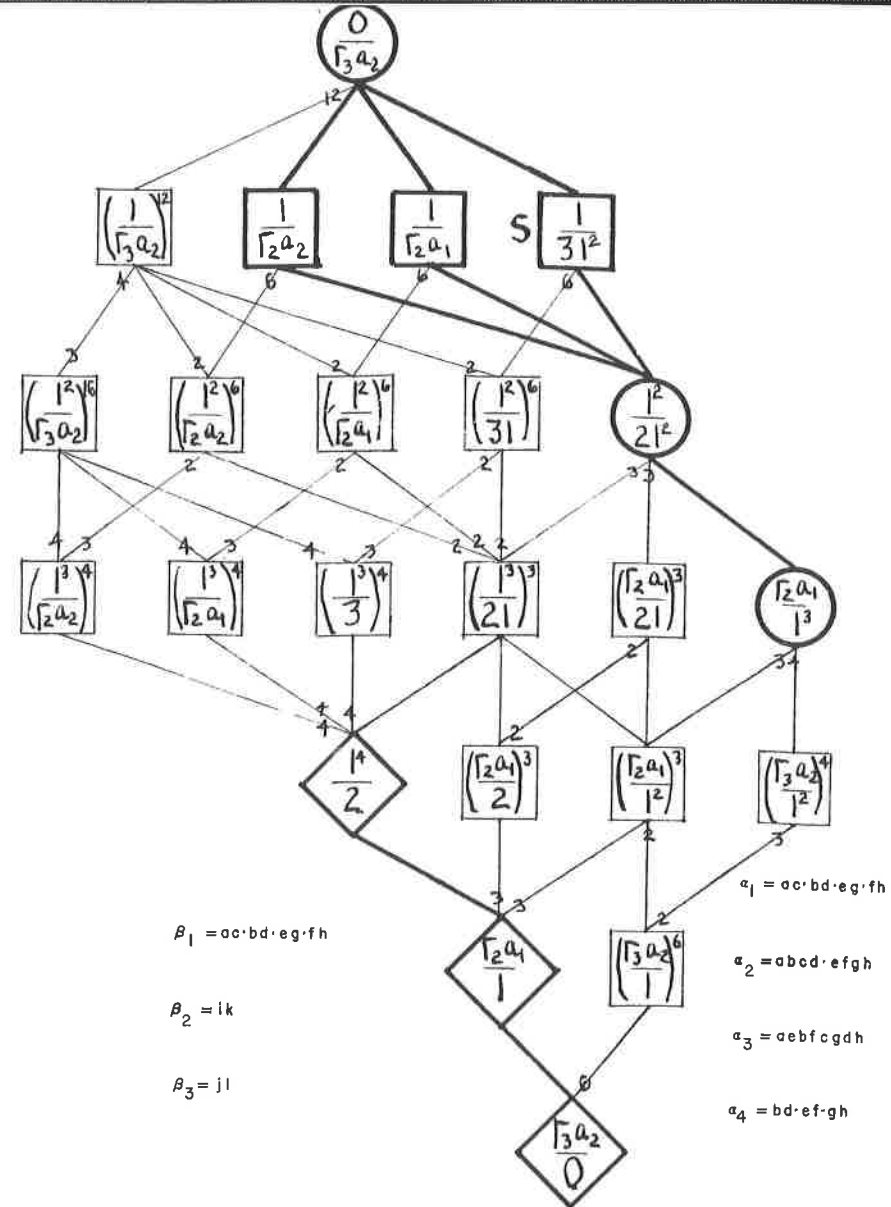 0
Γ₃a₂
12
(1/Γ₃a₂)¹²
1/Γ₂a₂
1/Γ₂a₁
S
1/31²
4 6 6 6
3 2 2 2
(1²/Γ₃a₂)
(1²/Γ₂a₂)⁶
(1²/Γ₂a₁)⁶
(1²/31)⁶
1²/21²
2 2 2 3 3
4 3 4 3 4 3 2 2 2
(1³/Γ₂a₂)⁴
(1³/Γ₂a₁)⁴
(1³/3)⁴
(1³/21)³
(Γ₂a₁/21)³
Γ₂a₁/1³
2
4 4 4 2
1⁴/2
(Γ₂a₁/2)³
(Γ₂a₁/1²)³
(Γ₃a₂/1²)⁴
2 3
3 3 2
α₁ = ac·bd·eg·fh
β₁ = ac·bd·eg·fh
Γ₂a₁/1
(Γ₃a₂/1)⁶
α₂ = abcd·efgh
β₂ = ik
α₃ = aebfcgdh
β₃ = jl
6
α₄ = bd·ef·gh
Γ₃a₂/0